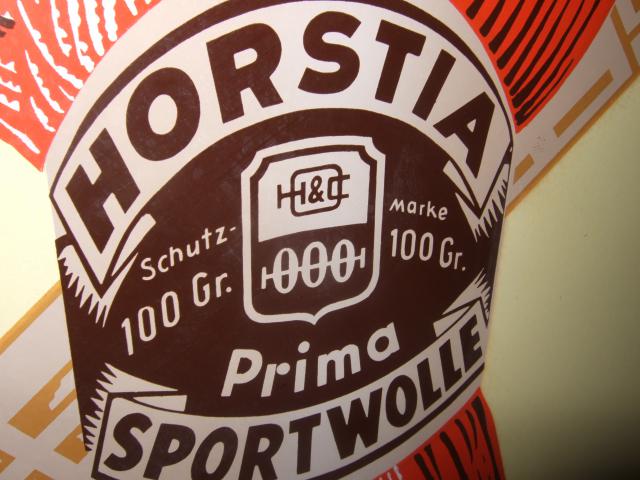 HORSTIA
H&C
Schutz- Marke
100 Gr. 000 100 Gr.
Prima
SPORTWOLLE